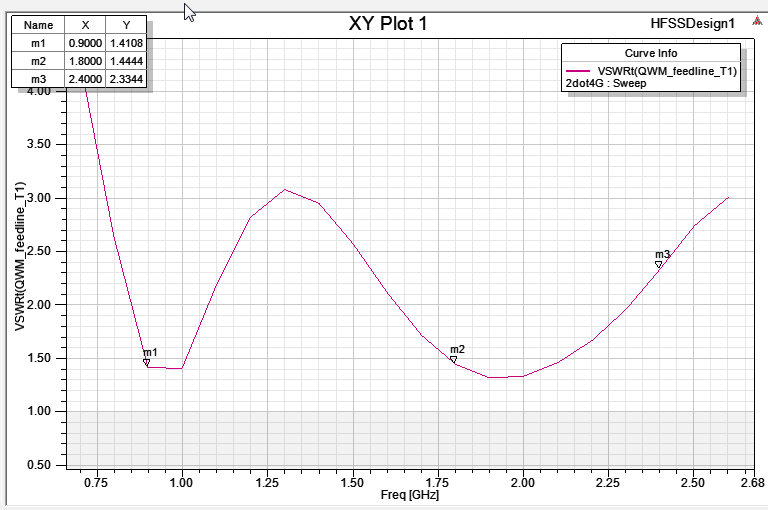 XY Plot 1
HFSSDesign1
Name X Y
m1 0.9000 1.4108
m2 1.8000 1.4444
m3 2.4000 2.3344
Curve Info
VSWRt(QWM_feedline_T1)
2dot4G : Sweep
VSWRt(QWM_feedline_T1)
4.00
3.50
3.00
2.50
2.00
1.50
1.00
0.50
m1
m2
m3
0.75 1.00 1.25 1.50 1.75 2.00 2.25 2.50 2.68
Freq [GHz]